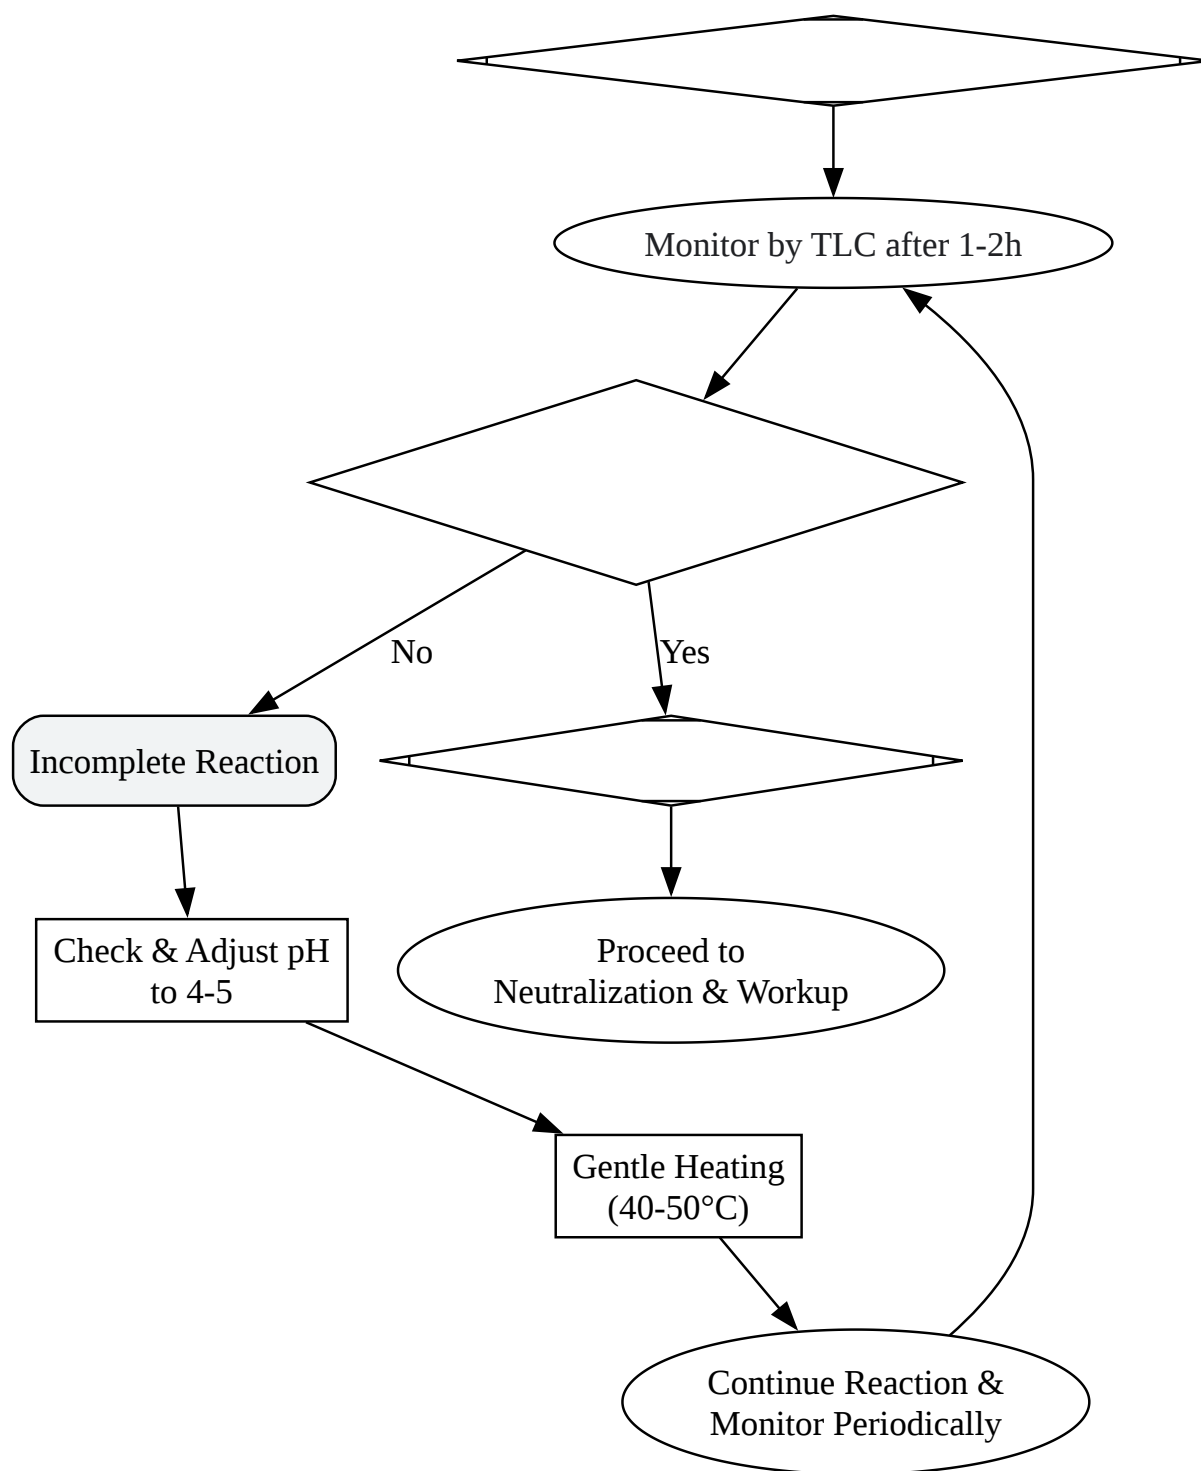 Monitor by TLC after 1-2h
No
Yes
Incomplete Reaction
Check & Adjust pH
to 4-5
Proceed to
Neutralization & Workup
Gentle Heating
(40-50°C)
Continue Reaction &
Monitor Periodically